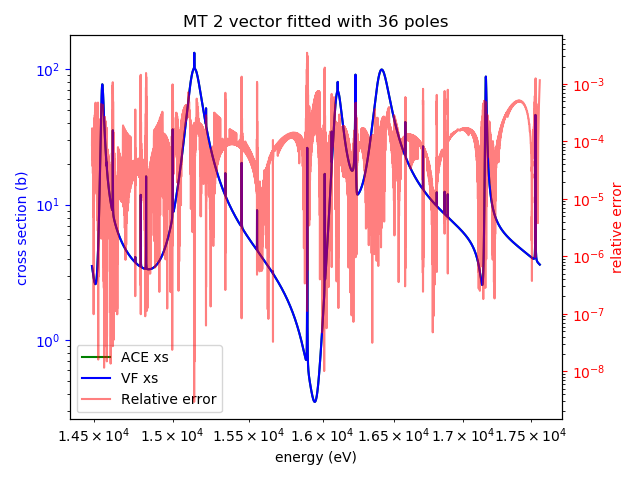 MT 2 vector fitted with 36 poles
10²
10¹
10⁰
cross section (b)
10⁻³
10⁻⁴
10⁻⁵
10⁻⁶
10⁻⁷
10⁻⁸
relative error
ACE xs
VF xs
Relative error
1.45 × 10⁴ 1.5 × 10⁴ 1.55 × 10⁴ 1.6 × 10⁴ 1.65 × 10⁴ 1.7 × 10⁴ 1.75 × 10⁴
energy (eV)